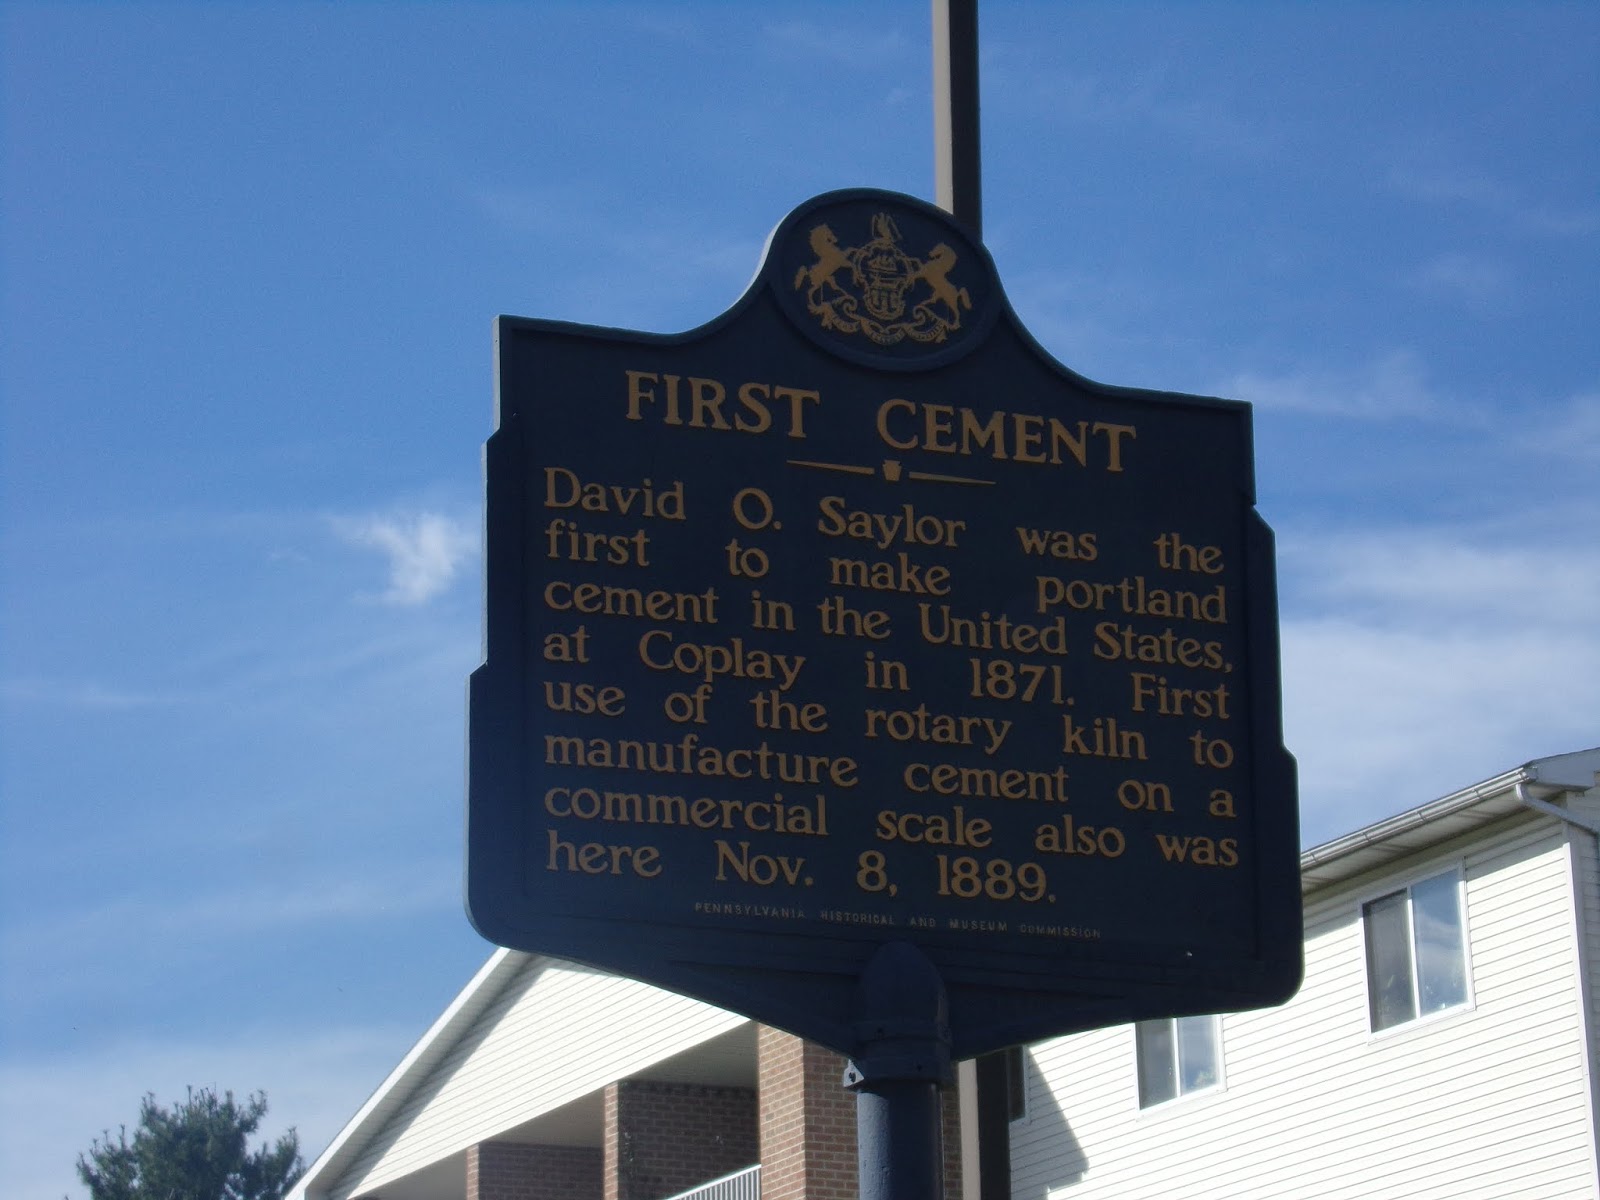 FIRST CEMENT
David O. Saylor was the
first to make portland
cement in the United States,
at Coplay in 1871. First
use of the rotary kiln to
manufacture cement on a
commercial scale also was
here Nov. 8, 1889.
PENNSYLVANIA HISTORICAL AND MUSEUM COMMISSION